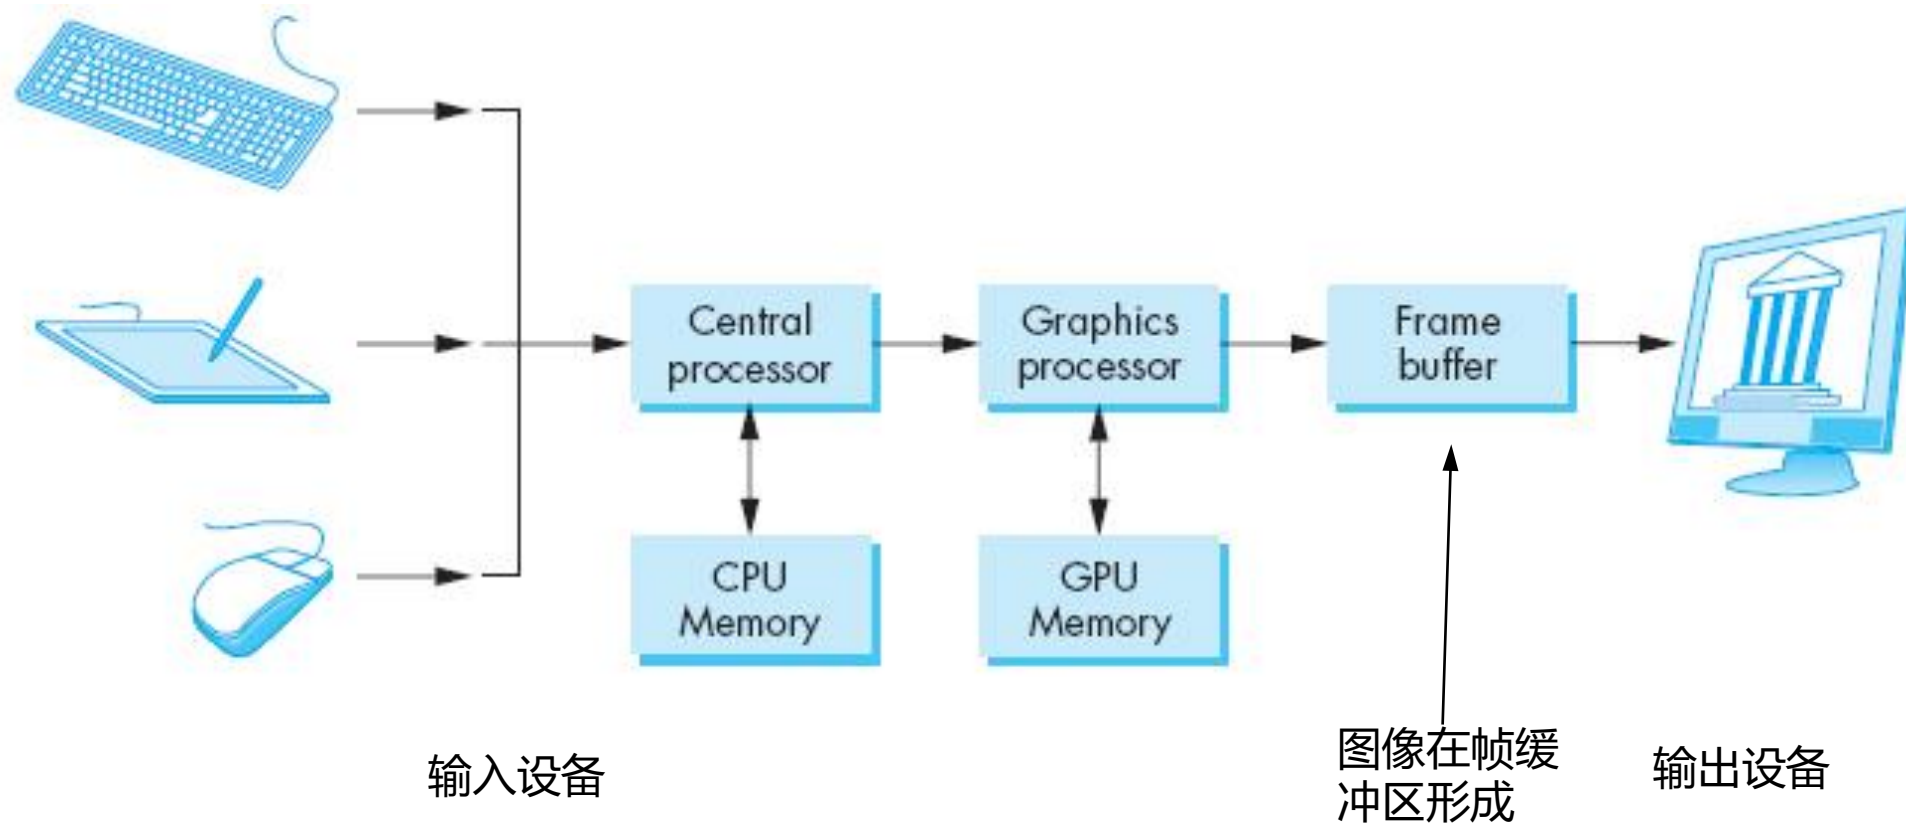 Central
processor
Graphics
processor
Frame
buffer
CPU
Memory
GPU
Memory
输入设备
图像在帧缓
冲区形成
输出设备